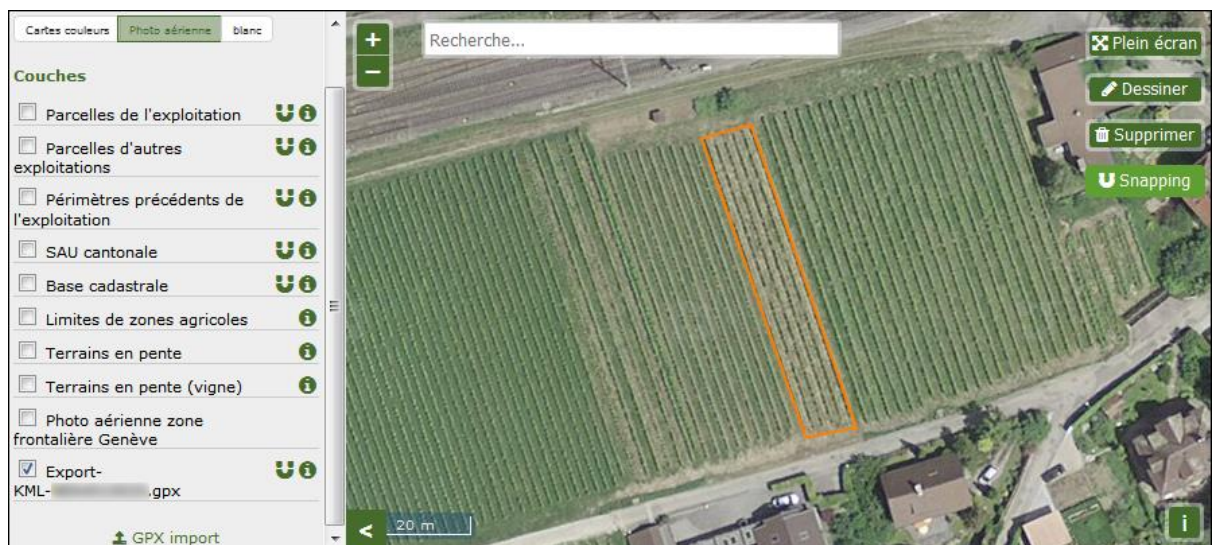 Cartes couleurs Photo aérienne blanc
Couches
Parcelles de l'exploitation
Parcelles d'autres
exploitations
Périmètres précédents de
l'exploitation
SAU cantonale
Base cadastrale
Limites de zones agricoles
Terrains en pente
Terrains en pente (vigne)
Photo aérienne zone
frontalière Genève
Export-
KML- .gpx
GPX import
+
Recherche...
−
Plein écran
Dessiner
Supprimer
Snapping
<
20 m
i